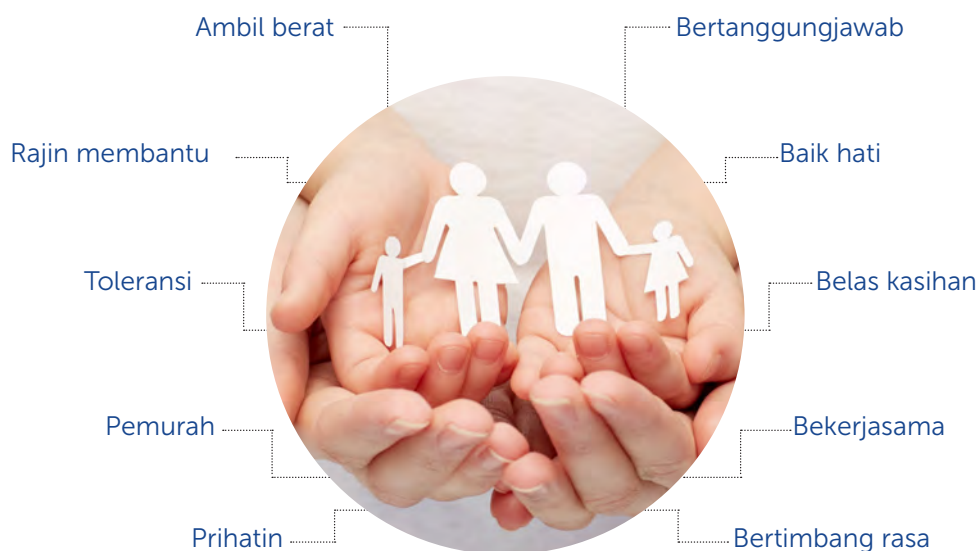 Ambil berat
Bertanggungjawab
Rajin membantu
Baik hati
Toleransi
Belas kasihan
Pemurah
Bekerjasama
Prihatin
Bertimbang rasa